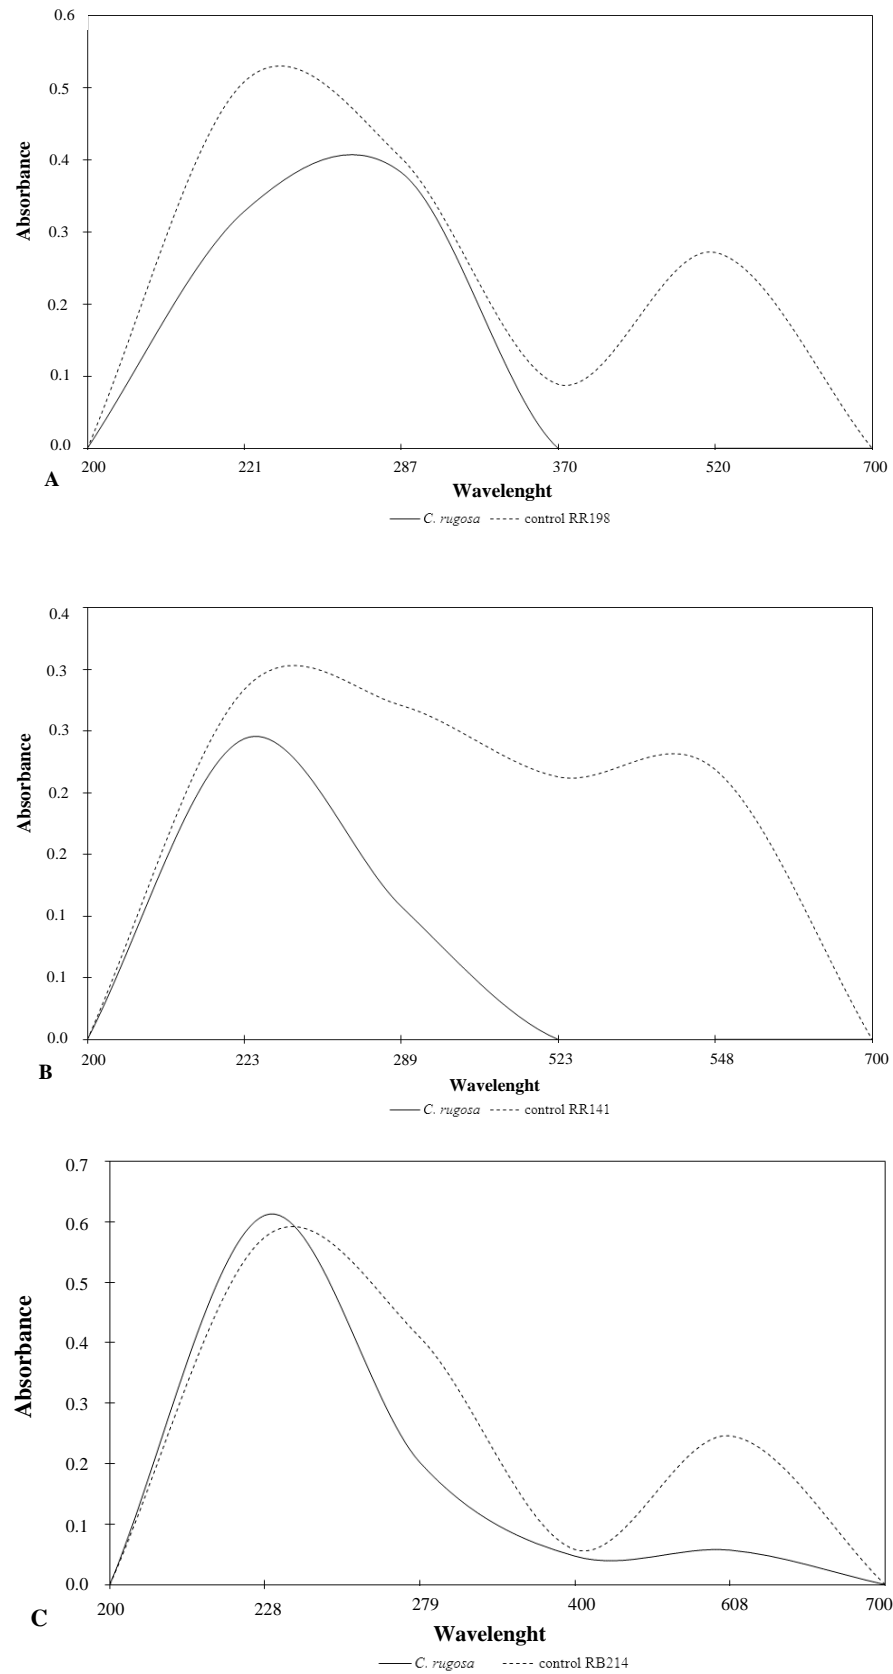 0.6
0.5
0.4
0.3
0.2
0.1
0.0
Absorbance
200 221 287 370 520 700
A
Wavelenght
C. rugosa control RR198
0.4
0.3
0.3
0.2
0.2
0.1
0.1
0.0
Absorbance
200 223 289 523 548 700
B
Wavelenght
C. rugosa control RR141
0.7
0.6
0.5
0.4
0.3
0.2
0.1
0.0
Absorbance
200 228 279 400 608 700
C
Wavelenght
C. rugosa control RB214